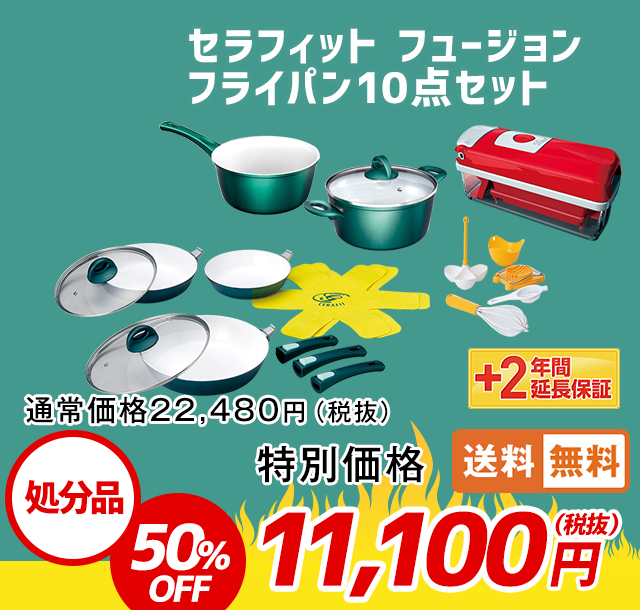 セラフィット フュージョン
フライパン10点セット
CERAFIT
+2年間
延長保証
通常価格22,480円（税抜）
特別価格
送料 無料
処分品
50%
OFF
11,100円
（税抜）